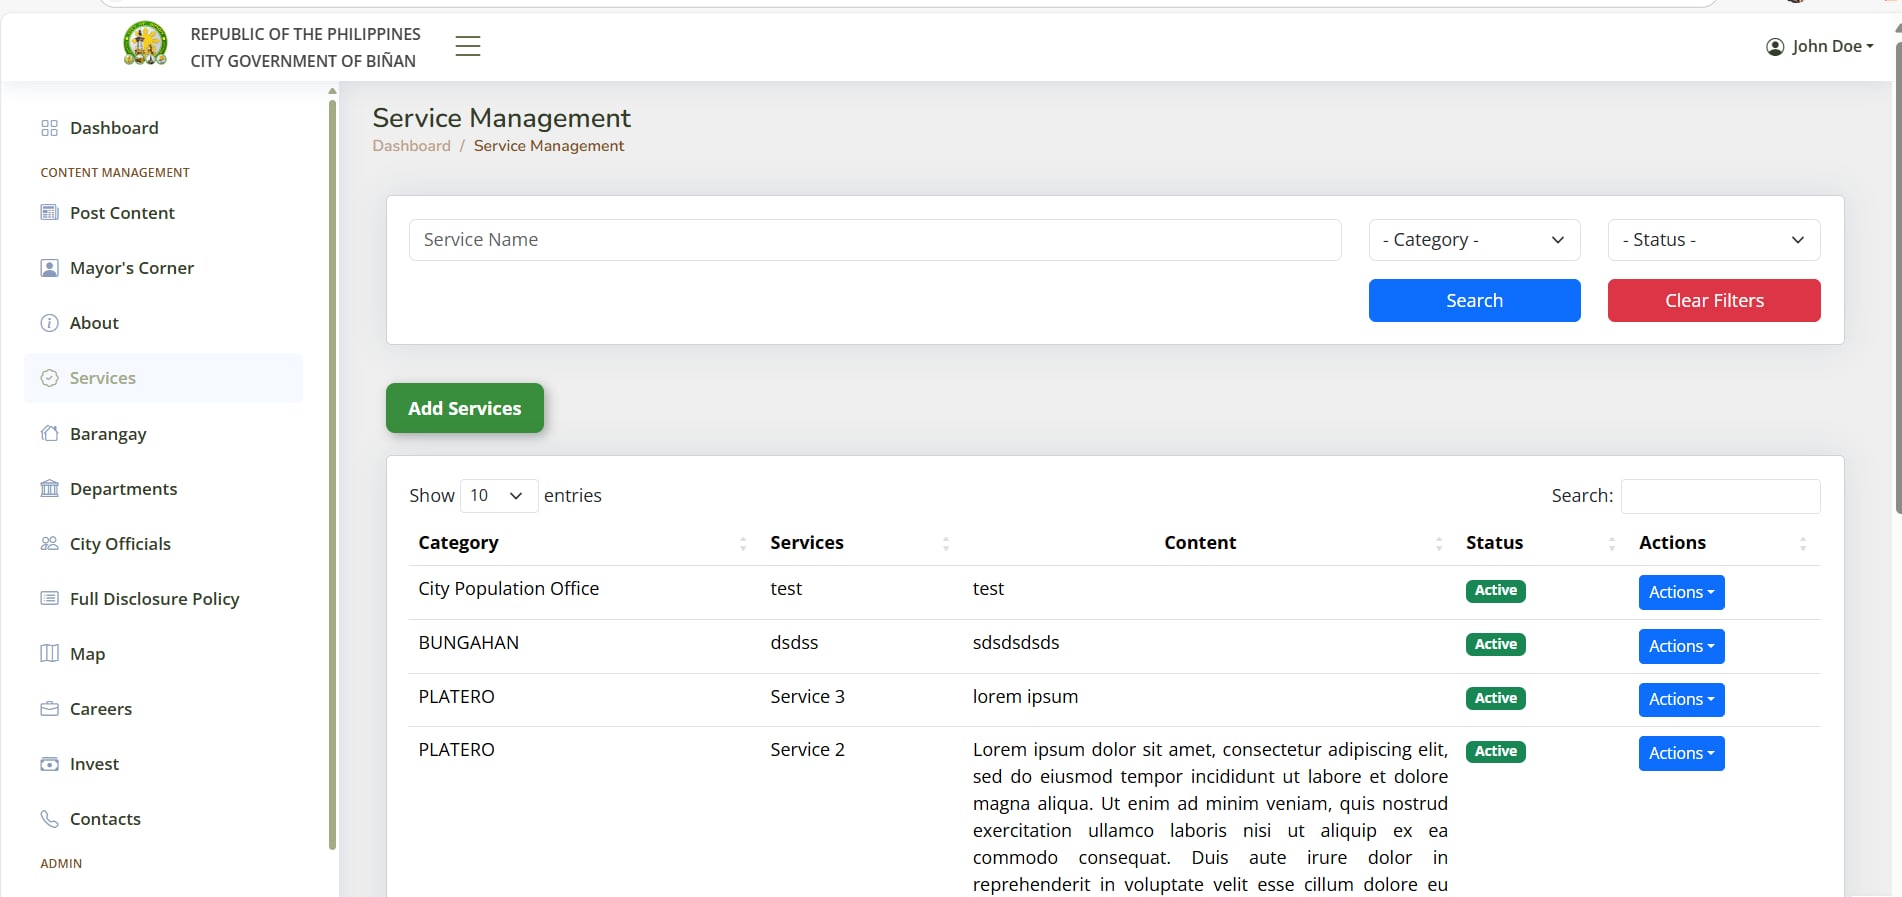 REPUBLIC OF THE PHILIPPINES
CITY GOVERNMENT OF BIÑAN
John Doe
Dashboard
CONTENT MANAGEMENT
Post Content
Mayor's Corner
About
Services
Barangay
Departments
City Officials
Full Disclosure Policy
Map
Careers
Invest
Contacts
ADMIN
Service Management
Dashboard / Service Management
Service Name
- Category -
- Status -
Search
Clear Filters
Add Services
Show 10 entries
Search:
Category Services Content Status Actions
City Population Office test test Active Actions
BUNGAHAN dsdss sdsdsdsds Active Actions
PLATERO Service 3 lorem ipsum Active Actions
PLATERO Service 2 Lorem ipsum dolor sit amet, consectetur adipiscing elit, Active Actions
sed do eiusmod tempor incididunt ut labore et dolore
magna aliqua. Ut enim ad minim veniam, quis nostrud
exercitation ullamco laboris nisi ut aliquip ex ea
commodo consequat. Duis aute irure dolor in
reprehenderit in voluptate velit esse cillum dolore eu